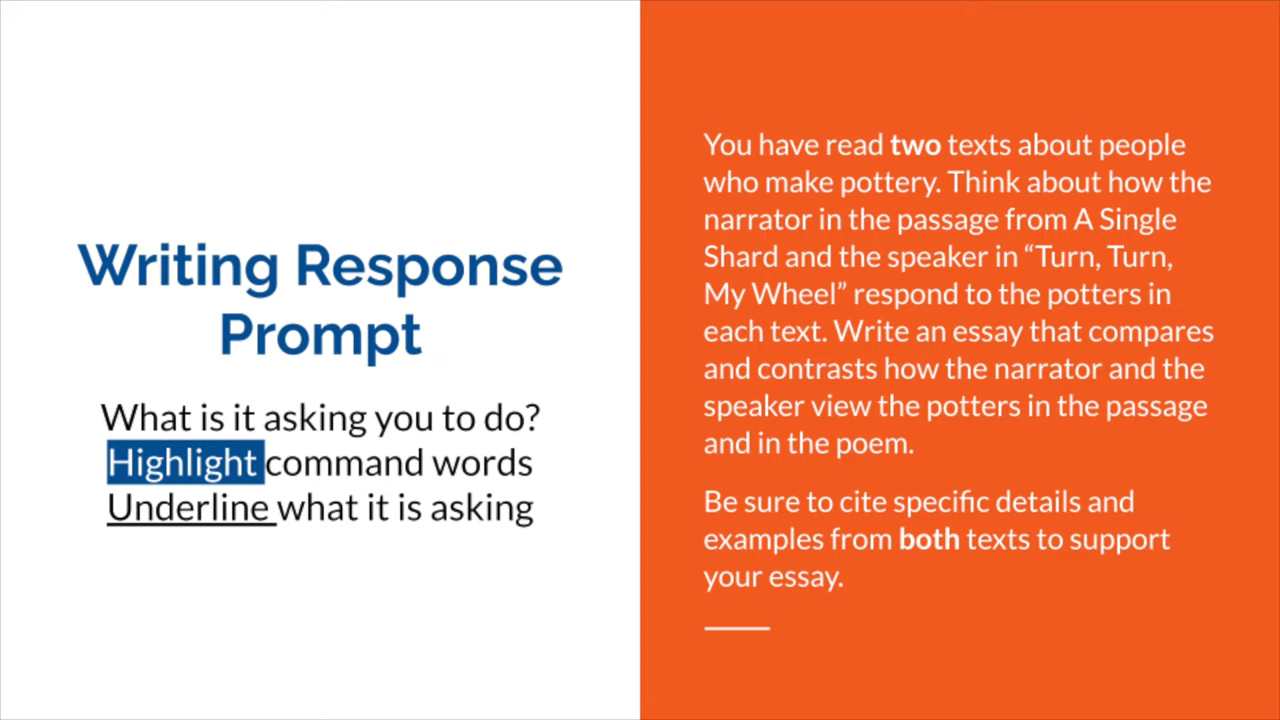 Writing Response
Prompt
What is it asking you to do?
Highlight command words
Underline what it is asking
You have read two texts about people
who make pottery. Think about how the
narrator in the passage from A Single
Shard and the speaker in “Turn, Turn,
My Wheel” respond to the potters in
each text. Write an essay that compares
and contrasts how the narrator and the
speaker view the potters in the passage
and in the poem.
Be sure to cite specific details and
examples from both texts to support
your essay.